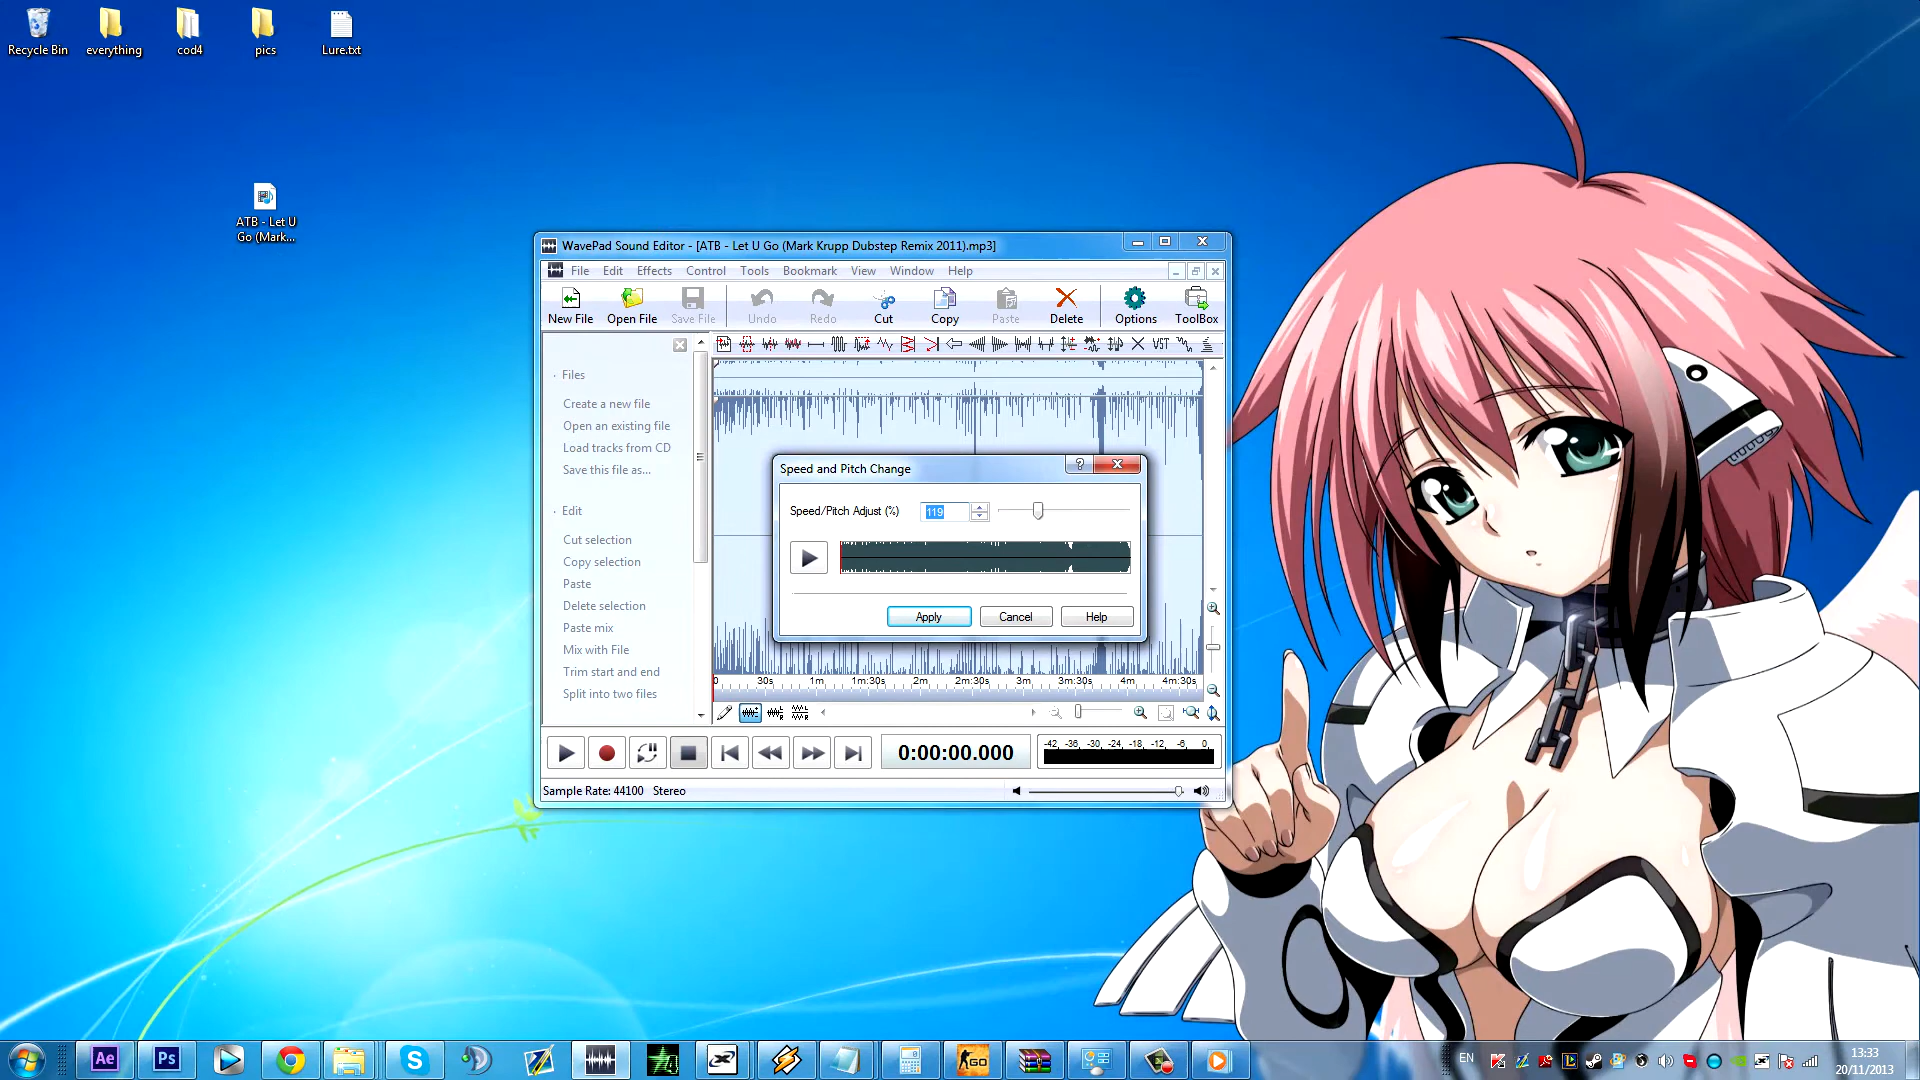 Recycle Bin
everything
cod4
pics
Lure.txt
ATB - Let U
Go (Mark...
WavePad Sound Editor - [ATB - Let U Go (Mark Krupp Dubstep Remix 2011).mp3]
File Edit Effects Control Tools Bookmark View Window Help
New File Open File Save File Undo Redo Cut Copy Paste Delete Options ToolBox
VST
Files
Create a new file
Open an existing file
Load tracks from CD
Save this file as...
Edit
Cut selection
Copy selection
Paste
Delete selection
Paste mix
Mix with File
Trim start and end
Split into two files
Speed and Pitch Change
?
Speed/Pitch Adjust (%) 119
Apply Cancel Help
0 30s 1m 1m:30s 2m 2m:30s 3m 3m:30s 4m 4m:30s
0:00:00.000
-42 -36 -30 -24 -18 -12 -6 0
Sample Rate: 44100 Stereo
Ae Ps S GO
EN
13:33
20/11/2013